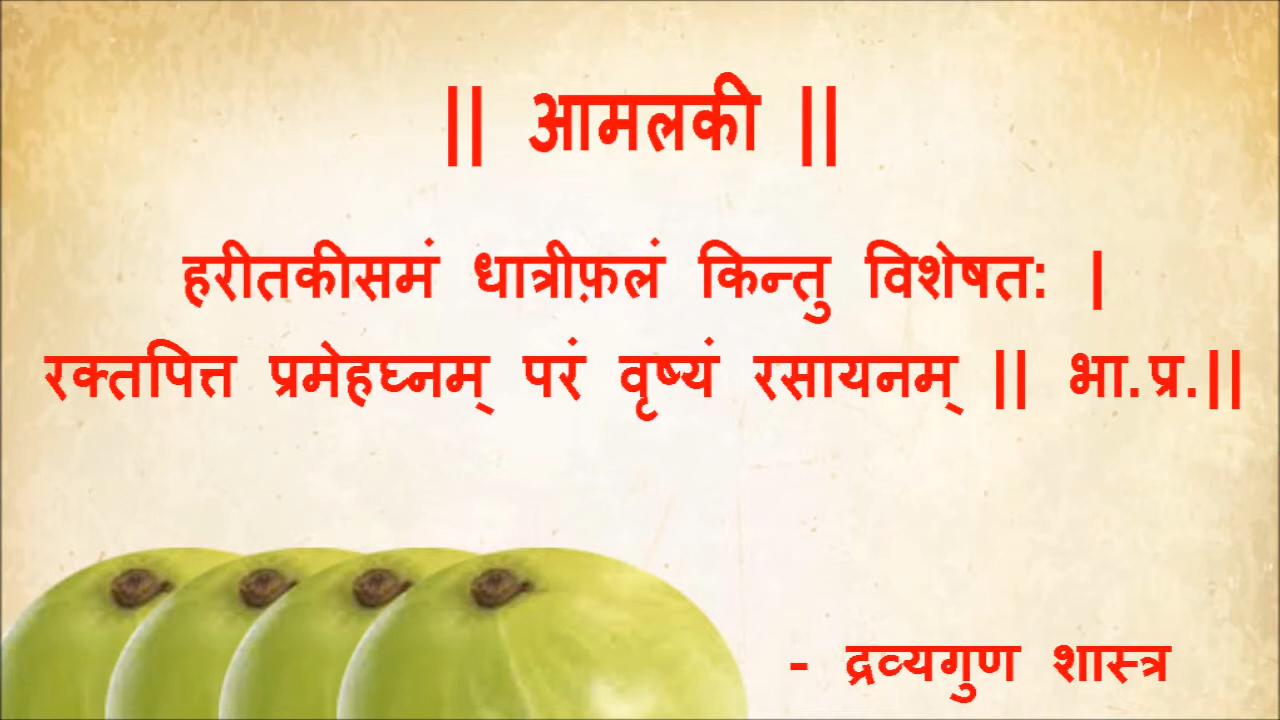 || आमलकी ||
हरीतकीसमं धात्रीफ़लं किन्तु विशेषतः |
रक्तपित्त प्रमेहघ्नम् परं वृष्यं रसायनम् || भा.प्र.||
- द्रव्यगुण शास्त्र